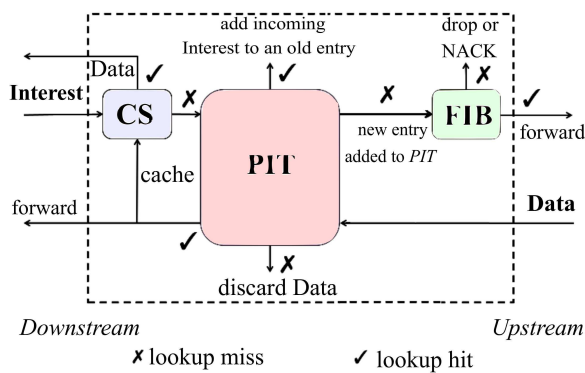 add incoming
Interest to an old entry
drop or
NACK
Data
Interest
CS
PIT
FIB
new entry
added to PIT
forward
cache
forward
Data
discard Data
Downstream
Upstream
✗ lookup miss
✓ lookup hit